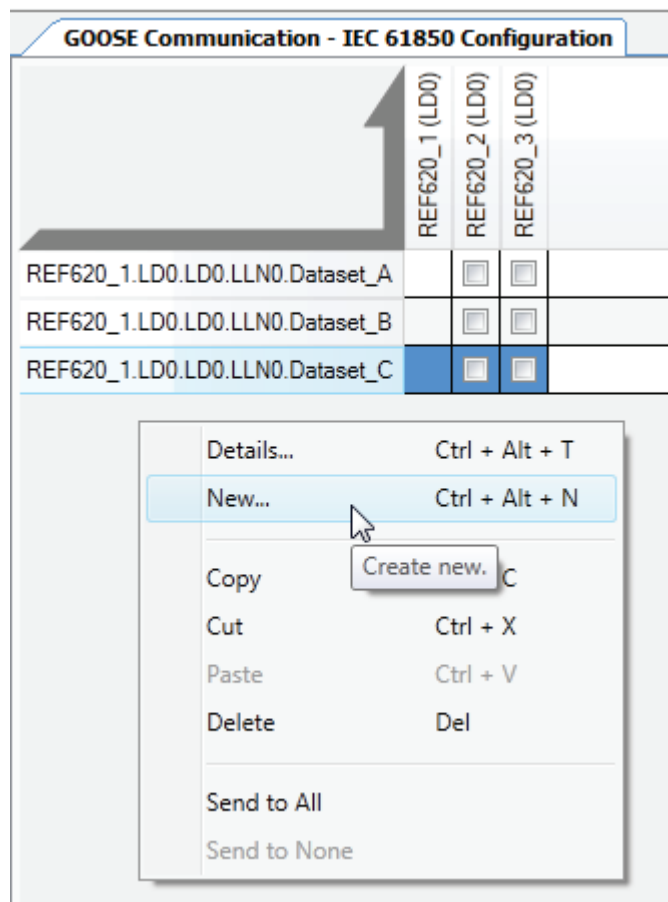 GOOSE Communication - IEC 61850 Configuration
REF620_1 (LD0)
REF620_2 (LD0)
REF620_3 (LD0)
REF620_1.LD0.LD0.LLN0.Dataset_A
REF620_1.LD0.LD0.LLN0.Dataset_B
REF620_1.LD0.LD0.LLN0.Dataset_C
Details... Ctrl + Alt + T
New... Ctrl + Alt + N
Create new.
Copy C
Cut Ctrl + X
Paste Ctrl + V
Delete Del
Send to All
Send to None